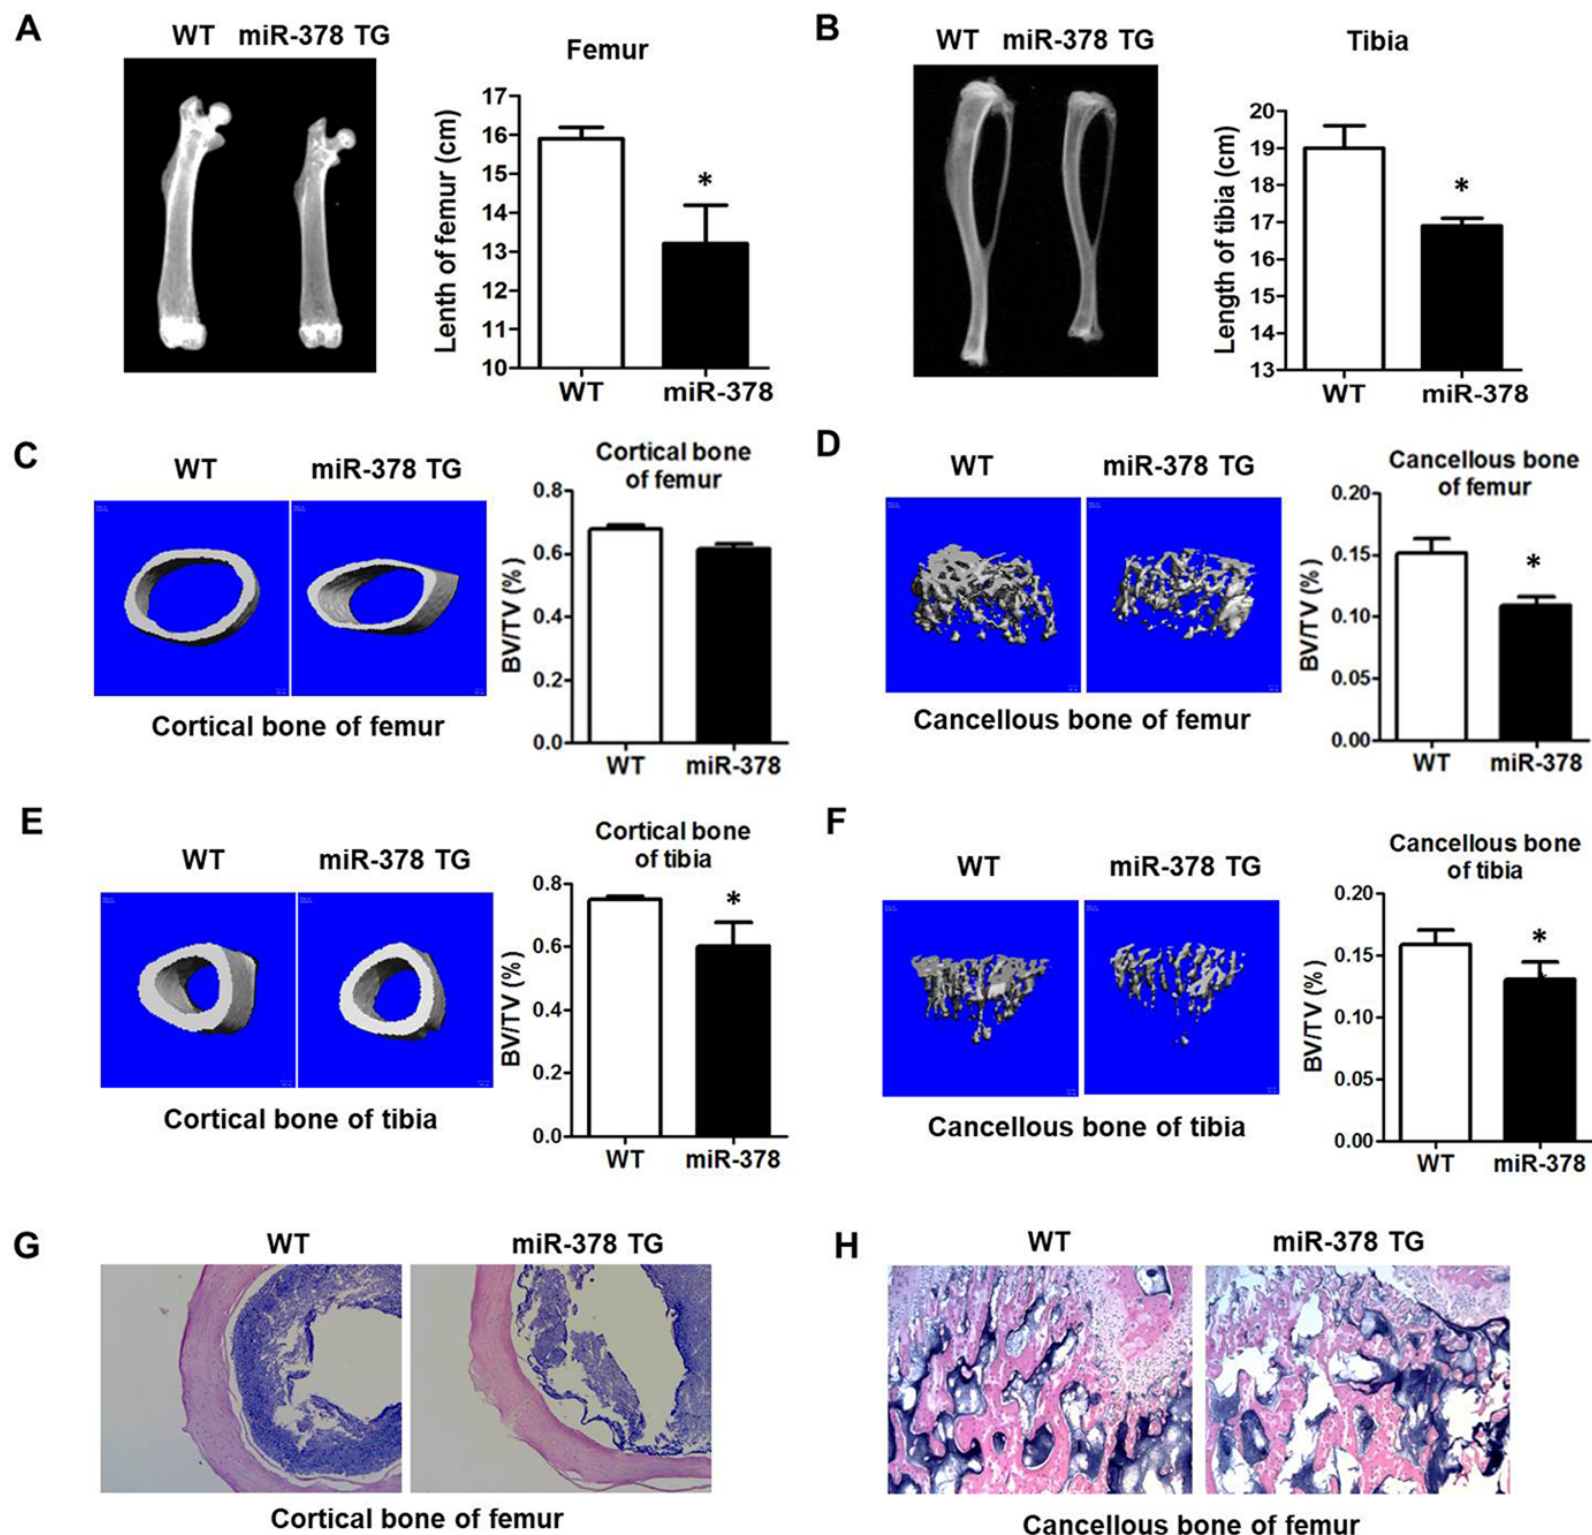 A
WT miR-378 TG
Femur
Lenth of femur (cm)
17
16
15
14
13
12
11
10
*
WT miR-378
B
WT miR-378 TG
Tibia
Length of tibia (cm)
20
19
18
17
16
15
14
13
*
WT miR-378
C
WT miR-378 TG
Cortical bone of femur
Cortical bone
of femur
BV/TV (%)
0.8
0.6
0.4
0.2
0.0
WT miR-378
D
WT miR-378 TG
Cancellous bone of femur
Cancellous bone
of femur
BV/TV (%)
0.20
0.15
0.10
0.05
0.00
*
WT miR-378
E
WT miR-378 TG
Cortical bone of tibia
Cortical bone
of tibia
BV/TV (%)
0.8
0.6
0.4
0.2
0.0
*
WT miR-378
F
WT miR-378 TG
Cancellous bone of tibia
Cancellous bone
of tibia
BV/TV (%)
0.20
0.15
0.10
0.05
0.00
*
WT miR-378
G
WT miR-378 TG
Cortical bone of femur
H
WT miR-378 TG
Cancellous bone of femur